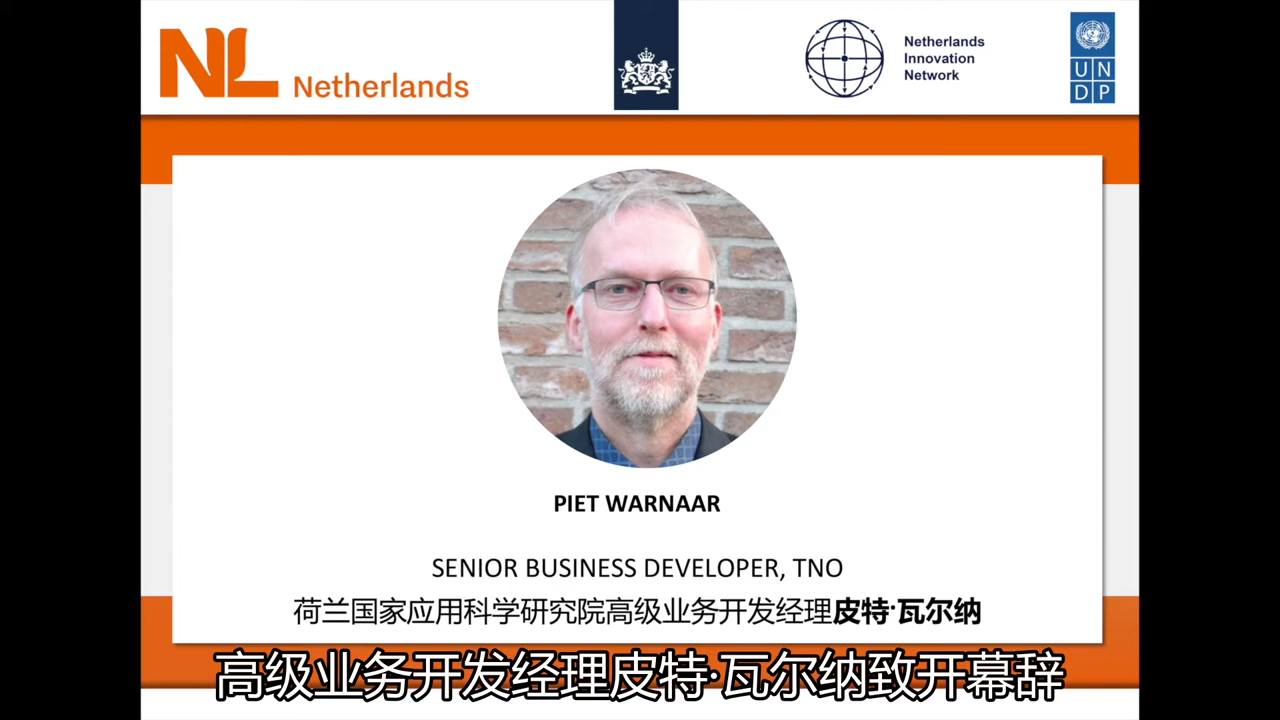 NL Netherlands
Netherlands
Innovation
Network
UN
DP
PIET WARNAAR
SENIOR BUSINESS DEVELOPER, TNO
荷兰国家应用科学研究院高级业务开发经理皮特·瓦尔纳
高级业务开发经理皮特·瓦尔纳致开幕辞